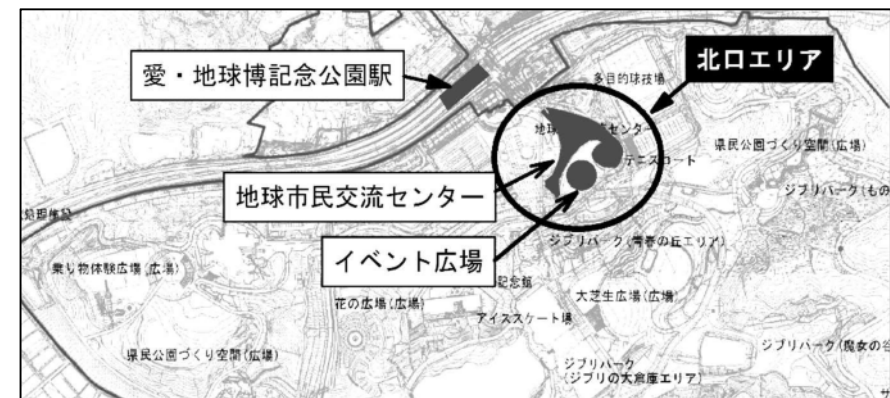 愛・地球博記念公園駅
北口エリア
多目的球技場
地球
センター
テニスコート
県民公園づくり空間(広場)
地球市民交流センター
ジブリパーク(もの
イベント広場
ジブリパーク(青春の丘エリア)
乗り物体験広場(広場)
記念館
花の広場(広場)
大芝生広場(広場)
アイススケート場
県民公園づくり空間(広場)
ジブリパーク
(ジブリの大倉庫エリア)
ジブリパーク(魔女の谷
サ